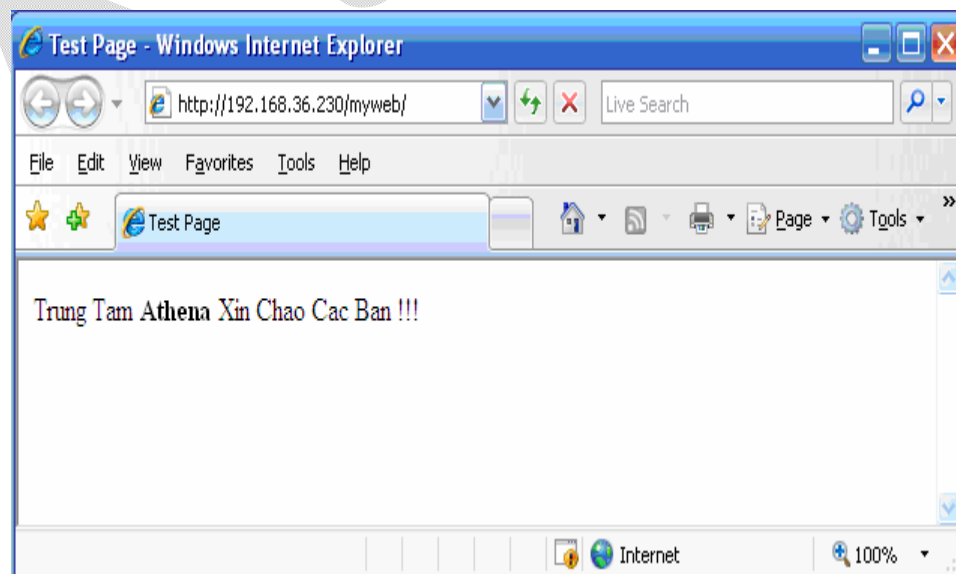 Test Page - Windows Internet Explorer
http://192.168.36.230/myweb/
Live Search
File Edit View Favorites Tools Help
Test Page
Page Tools »
Trung Tam Athena Xin Chao Cac Ban !!!
Internet 100%